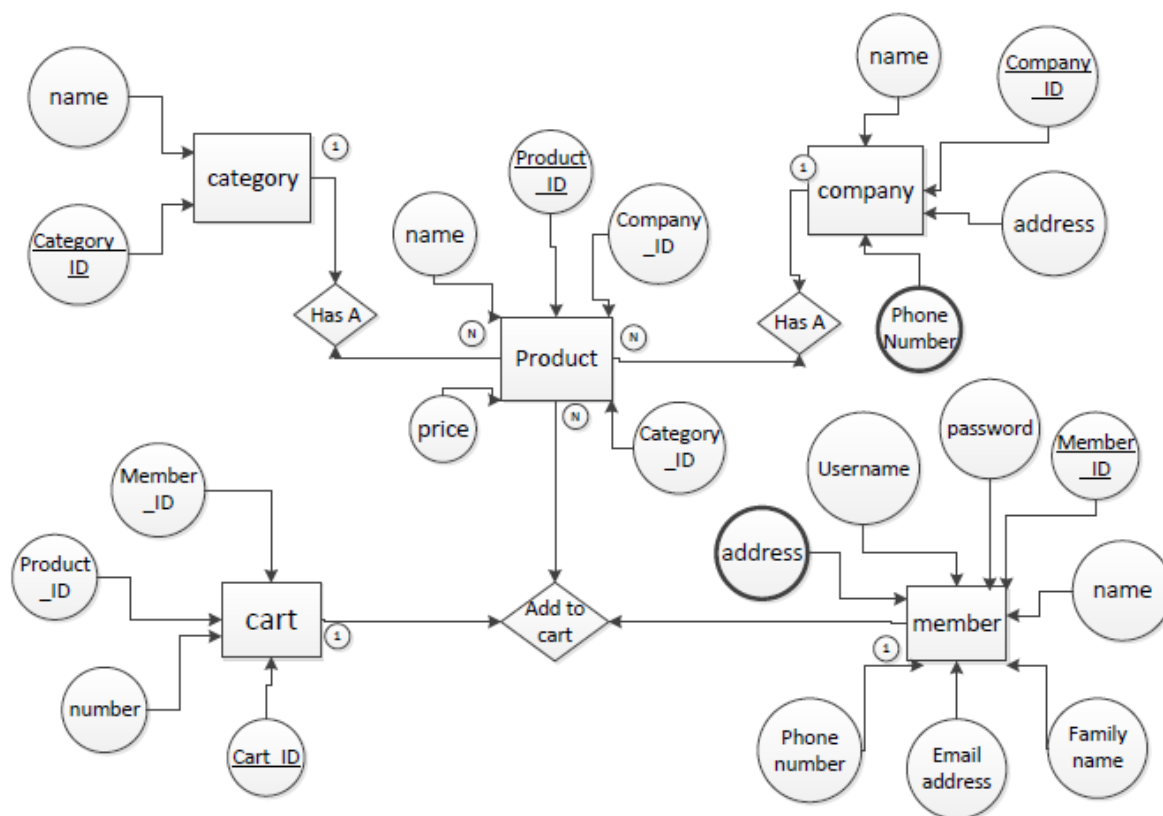 name
Company
_ID
name
1
Product
_ID
1
category
company
name
Company
_ID
address
Category_
ID
Has A
Has A
Phone
Number
N
N
Product
price
N
Category
_ID
password
Member
_ID
Username
Member
_ID
address
Product
_ID
name
cart
Add to
cart
member
1
1
number
Phone
number
Email
address
Family
name
Cart_ID